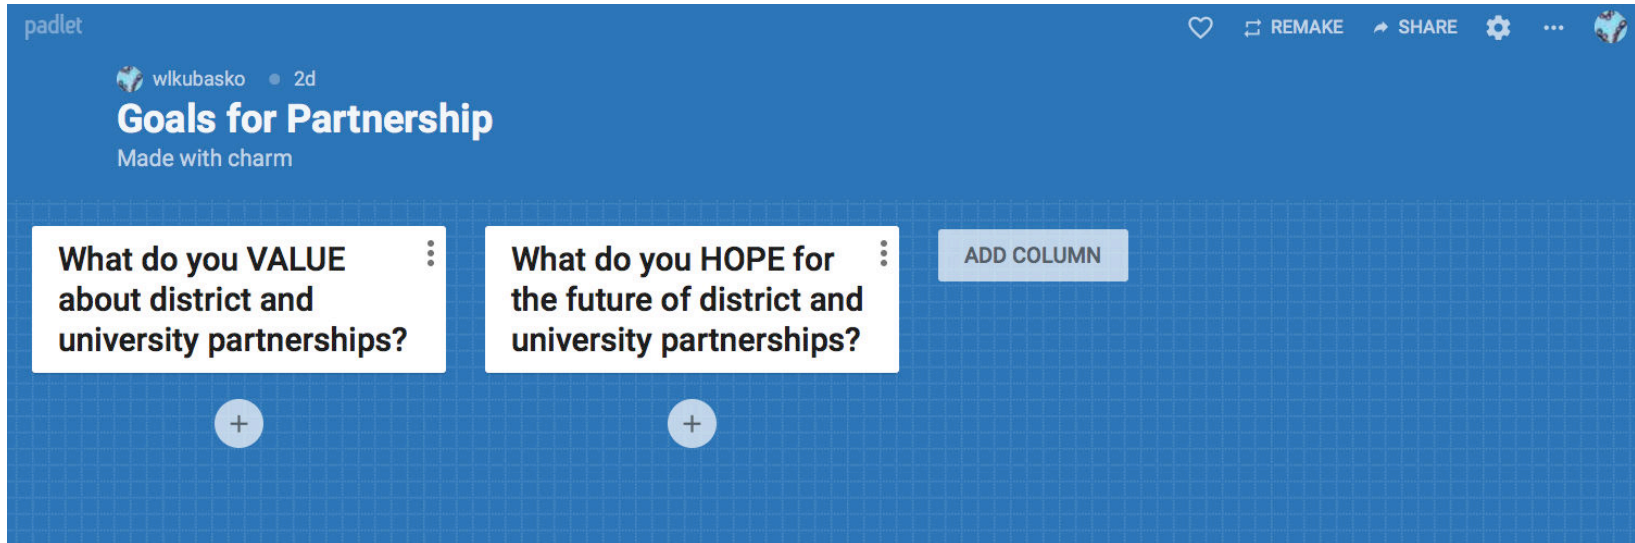 padlet
REMAKE SHARE
wlkubasko • 2d
Goals for Partnership
Made with charm
What do you VALUE
about district and
university partnerships?
What do you HOPE for
the future of district and
university partnerships?
ADD COLUMN